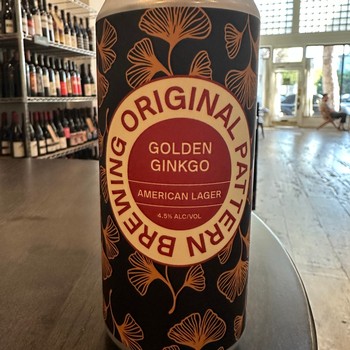 ORIGINAL PATTERN BREWING
GOLDEN
GINKGO
AMERICAN LAGER
4.5% ALC/VOL